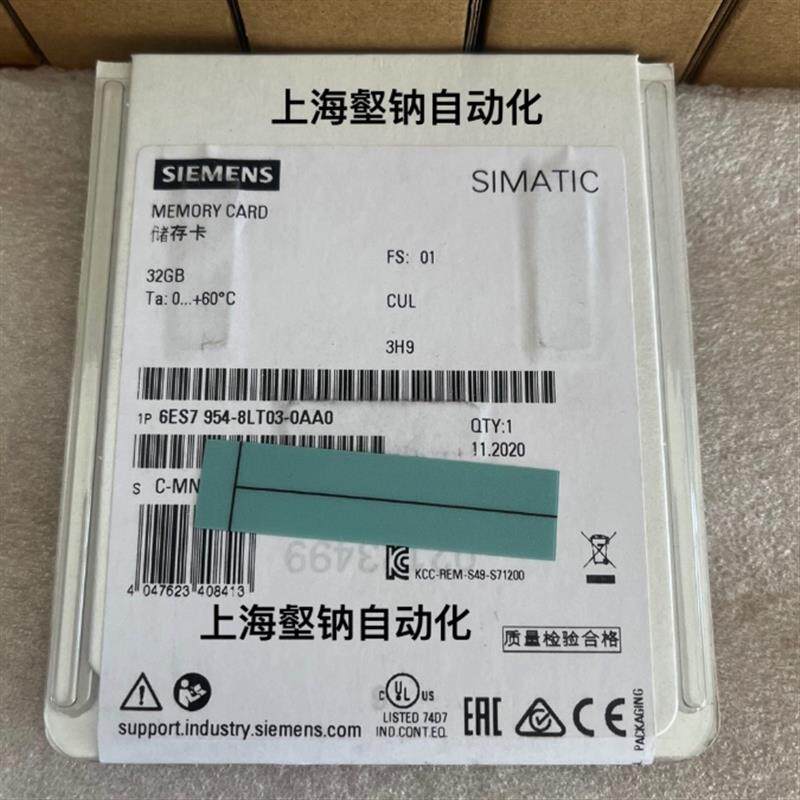 上海壑钠自动化
SIEMENS
SIMATIC
MEMORY CARD
储存卡
32GB
FS: 01
Ta: 0...+60°C
CUL
3H9
1P 6ES7 954-8LT03-0AA0
QTY:1
11.2020
S C-MN
KCC-REM-S49-S71200
4 047623 408413
上海壑钠自动化
质量检验合格
C UL US
LISTED 74D7
IND.CONT.EQ.
EAC
CE
support.industry.siemens.com
PACKAGING